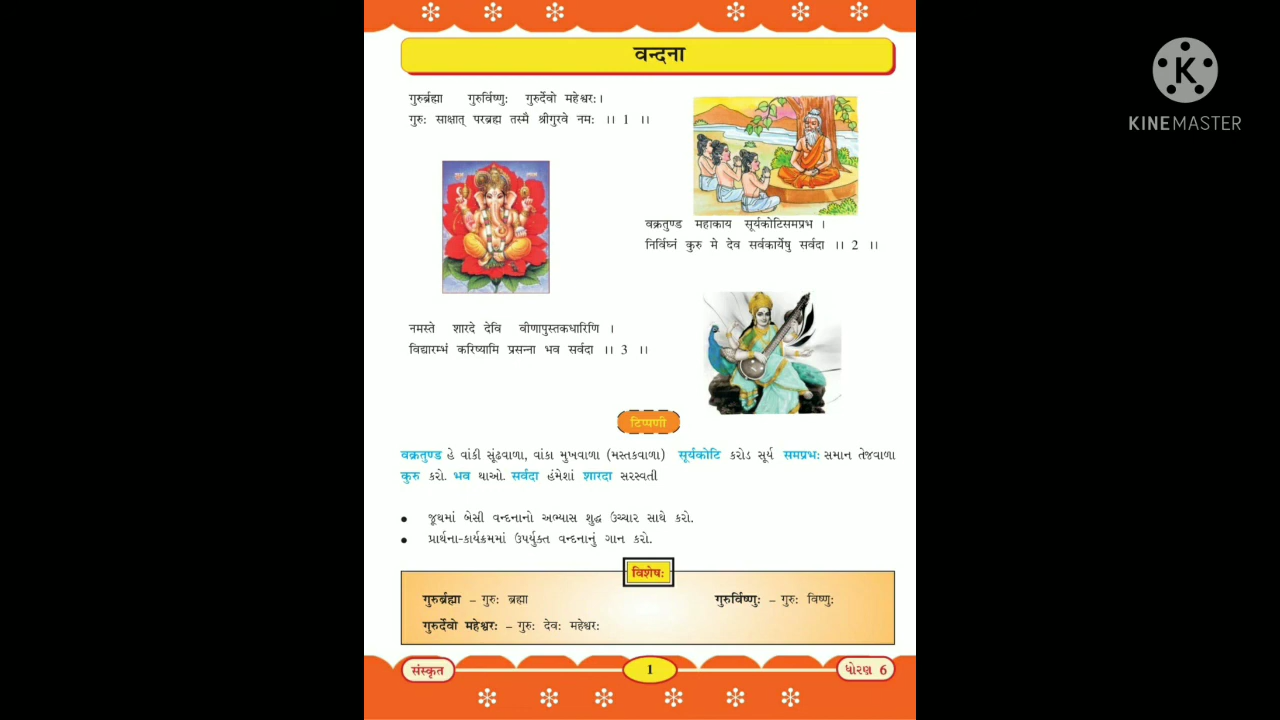 वन्दना
KINEMASTER
गुरुर्ब्रह्मा गुरुर्विष्णुः गुरुर्देवो महेश्वरः।
गुरुः साक्षात् परब्रह्म तस्मै श्रीगुरवे नमः ।। 1 ।।
वक्रतुण्ड महाकाय सूर्यकोटिसमप्रभ ।
निर्विघ्नं कुरु मे देव सर्वकार्येषु सर्वदा ।। 2 ।।
नमस्ते शारदे देवि वीणापुस्तकधारिणि ।
विद्यारम्भं करिष्यामि प्रसन्ना भव सर्वदा ।। 3 ।।
टिप्पणी
वक्रतुण्ड હે વાંકી સૂંઢવાળા, વાંકા મુખવાળા (મસ્તકવાળા) सूर्यकोटि કરોડ સૂર્ય समप्रभः સમાન તેજવાળા
कुरु કરો. भव થાઓ. सर्वदा હંમેશાં शारदा સરસ્વતી
• જૂથમાં બેસી વન્દનાનો અભ્યાસ શુદ્ધ ઉચ્ચાર સાથે કરો.
• પ્રાર્થના-કાર્યક્રમમાં ઉપર્યુક્ત વન્દનાનું ગાન કરો.
विशेषः
गुरुर्ब्रह्मा – गुरुः ब्रह्मा गुरुर्विष्णुः – गुरुः विष्णुः
गुरुर्देवो महेश्वरः – गुरुः देवः महेश्वरः
સંસ્કૃત 1 ધોરણ 6